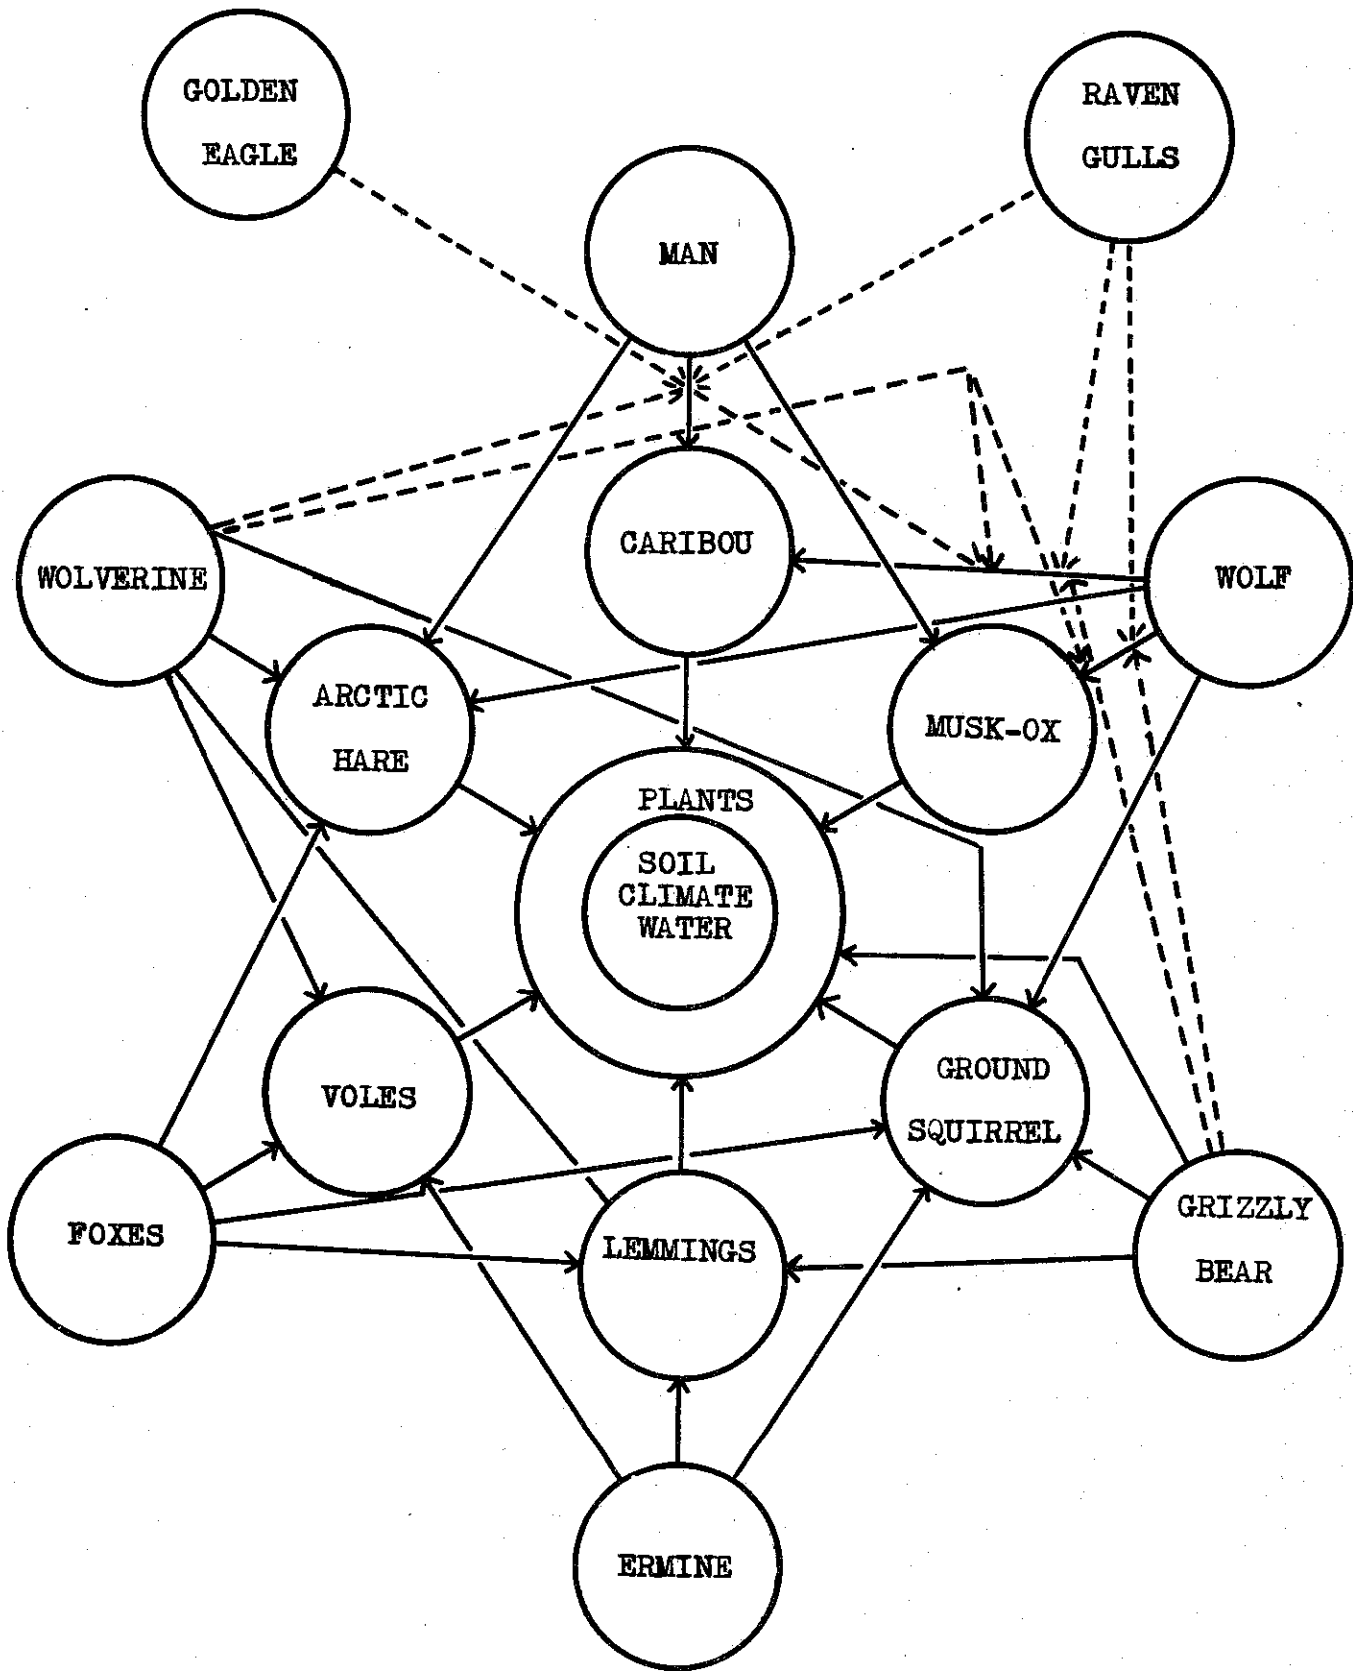 GOLDEN
EAGLE
RAVEN
GULLS
MAN
CARIBOU
WOLVERINE
WOLF
ARCTIC
HARE
MUSK-OX
PLANTS
SOIL
CLIMATE
WATER
VOLES
GROUND
SQUIRREL
FOXES
LEMMINGS
GRIZZLY
BEAR
ERMINE